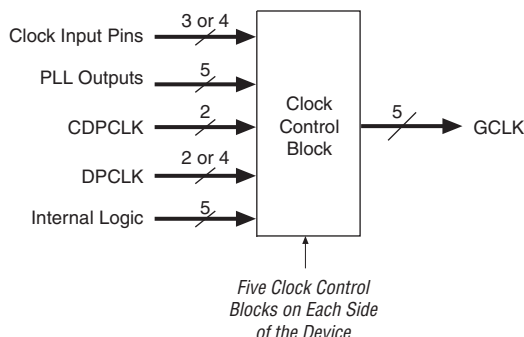 3 or 4
Clock Input Pins
5
PLL Outputs
2
CDPCLK
2 or 4
DPCLK
5
Internal Logic
Clock
Control
Block
5
GCLK
Five Clock Control
Blocks on Each Side
of the Device